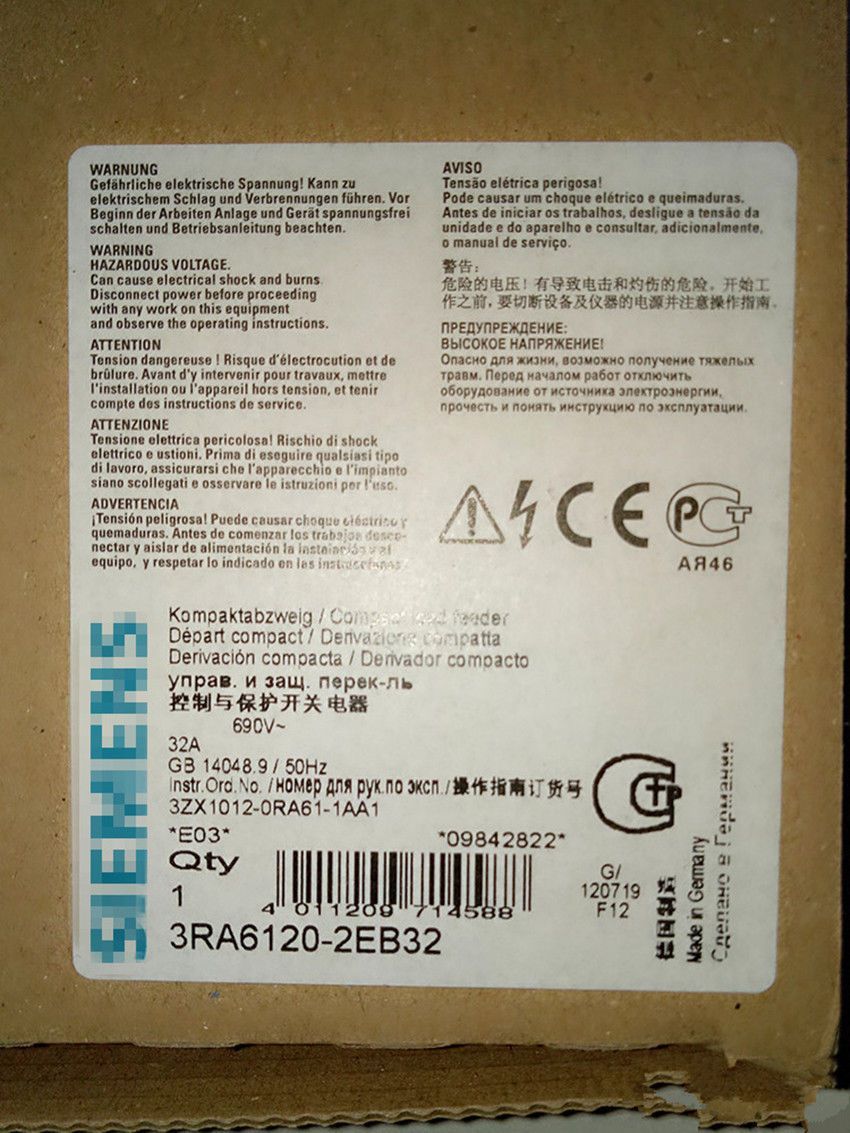 WARNUNG
Gefährliche elektrische Spannung! Kann zu
elektrischem Schlag und Verbrennungen führen. Vor
Beginn der Arbeiten Anlage und Gerät spannungsfrei
schalten und Betriebsanleitung beachten.
WARNING
HAZARDOUS VOLTAGE.
Can cause electrical shock and burns.
Disconnect power before proceeding
with any work on this equipment
and observe the operating instructions.
ATTENTION
Tension dangereuse ! Risque d'électrocution et de
brûlure. Avant d'y intervenir pour travaux, mettre
l'installation ou l'appareil hors tension, et tenir
compte des instructions de service.
ATTENZIONE
Tensione elettrica pericolosa! Rischio di shock
elettrico e ustioni. Prima di eseguire qualsiasi tipo
di lavoro, assicurarsi che l'apparecchio e l'impianto
siano scollegati e osservare le istruzioni per l'uso.
ADVERTENCIA
¡Tensión peligrosa! Puede causar choque eléctrico y
quemaduras. Antes de comenzar los trabajos desco-
nectar y aislar de alimentación la instalación y el
equipo, y respetar lo indicado en las instrucciones.
AVISO
Tensão elétrica perigosa!
Pode causar um choque elétrico e queimaduras.
Antes de iniciar os trabalhos, desligue a tensão da
unidade e do aparelho e consultar, adicionalmente,
o manual de serviço.
警告:
危险的电压! 有导致电击和灼伤的危险。开始工
作之前, 要切断设备及仪器的电源并注意操作指南。
ПРЕДУПРЕЖДЕНИЕ:
ВЫСОКОЕ НАПРЯЖЕНИЕ!
Опасно для жизни, возможно получение тяжелых
травм. Перед началом работ отключить
оборудование от источника электроэнергии,
прочесть и понять инструкцию по эксплуатации.
CE
АЯ46
SIEMENS
Kompaktabzweig / Compact load feeder
Départ compact / Derivazione compatta
Derivación compacta / Derivador compacto
управ. и защ. перек-ль
控制与保护开关电器
690V~
32A
GB 14048.9 / 50Hz
Instr.Ord.No. /номер для рук.по эксп./操作指南订货号
3ZX1012-0RA61-1AA1
*E03* *09842822*
Qty
1
4 011209 714588
3RA6120-2EB32
G/
120719
F12
德国制造
Made in Germany
Сделано в Германии